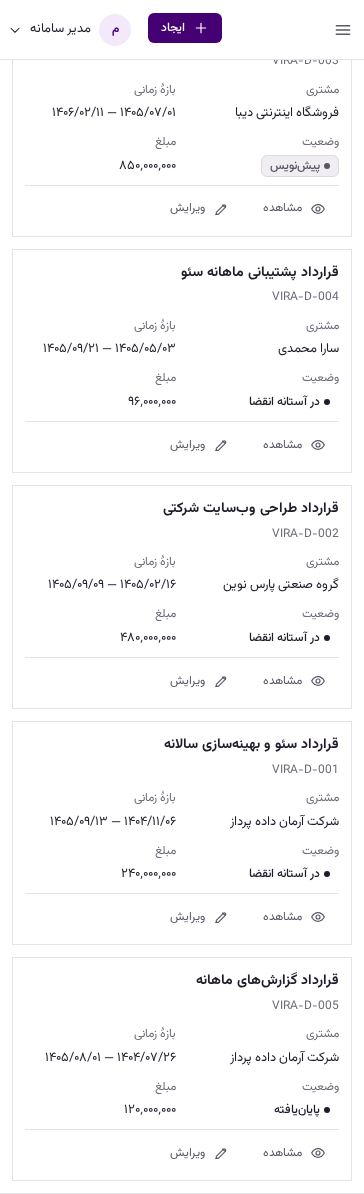 ایجاد
م
مدیر سامانه
VIRA-D-003
مشتری
بازهٔ زمانی
فروشگاه اینترنتی دیبا
۱۴۰۵/۰۷/۰۱ — ۱۴۰۶/۰۲/۱۱
وضعیت
مبلغ
پیش‌نویس
۸۵۰,۰۰۰,۰۰۰
مشاهده
ویرایش
قرارداد پشتیبانی ماهانه سئو
VIRA-D-004
مشتری
بازهٔ زمانی
سارا محمدی
۱۴۰۵/۰۵/۰۳ — ۱۴۰۵/۰۹/۲۱
وضعیت
مبلغ
در آستانه انقضا
۹۶,۰۰۰,۰۰۰
مشاهده
ویرایش
قرارداد طراحی وب‌سایت شرکتی
VIRA-D-002
مشتری
بازهٔ زمانی
گروه صنعتی پارس نوین
۱۴۰۵/۰۲/۱۶ — ۱۴۰۵/۰۹/۰۹
وضعیت
مبلغ
در آستانه انقضا
۴۸۰,۰۰۰,۰۰۰
مشاهده
ویرایش
قرارداد سئو و بهینه‌سازی سالانه
VIRA-D-001
مشتری
بازهٔ زمانی
شرکت آرمان داده پرداز
۱۴۰۴/۱۱/۰۶ — ۱۴۰۵/۰۹/۱۳
وضعیت
مبلغ
در آستانه انقضا
۲۴۰,۰۰۰,۰۰۰
مشاهده
ویرایش
قرارداد گزارش‌های ماهانه
VIRA-D-005
مشتری
بازهٔ زمانی
شرکت آرمان داده پرداز
۱۴۰۴/۰۷/۲۶ — ۱۴۰۵/۰۸/۰۱
وضعیت
مبلغ
پایان‌یافته
۱۲۰,۰۰۰,۰۰۰
مشاهده
ویرایش